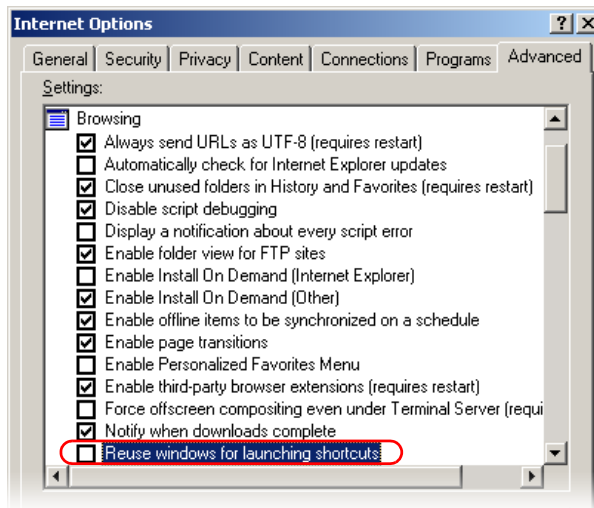 Internet Options
General Security Privacy Content Connections Programs Advanced
Settings:
Browsing
Always send URLs as UTF-8 (requires restart)
Automatically check for Internet Explorer updates
Close unused folders in History and Favorites (requires restart)
Disable script debugging
Display a notification about every script error
Enable folder view for FTP sites
Enable Install On Demand (Internet Explorer)
Enable Install On Demand (Other)
Enable offline items to be synchronized on a schedule
Enable page transitions
Enable Personalized Favorites Menu
Enable third-party browser extensions (requires restart)
Force offscreen compositing even under Terminal Server (requi
Notify when downloads complete
Reuse windows for launching shortcuts